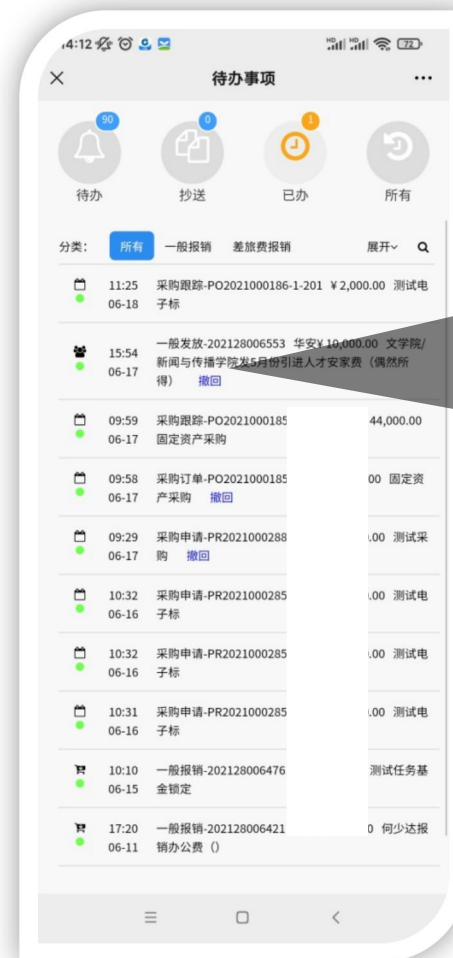 14:12
HD HD 72
待办事项
90 0 1
待办 抄送 已办 所有
分类： 所有 一般报销 差旅费报销 展开
11:25 采购跟踪-PO2021000186-1-201 ￥2,000.00 测试电
06-18 子标
一般发放-202128006553 华安￥10,000.00 文学院/
15:54 新闻与传播学院发5月份引进人才安家费（偶然所
06-17 得） 撤回
09:59 采购跟踪-PO2021000185 44,000.00
06-17 固定资产采购
09:58 采购订单-PO2021000185 00 固定资
06-17 产采购 撤回
09:29 采购申请-PR2021000288 .00 测试采
06-17 购 撤回
10:32 采购申请-PR2021000285 .00 测试电
06-16 子标
10:32 采购申请-PR2021000285 .00 测试电
06-16 子标
10:31 采购申请-PR2021000285 .00 测试电
06-16 子标
10:10 一般报销-202128006476 测试任务基
06-15 金锁定
17:20 一般报销-202128006421 0 何少达报
06-11 销办公费（）